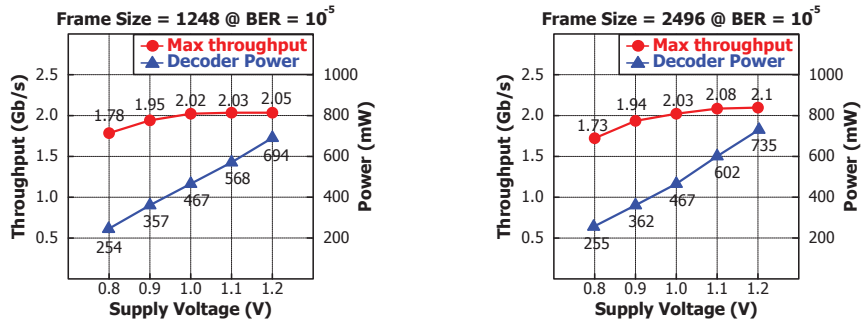 Frame Size = 1248 @ BER = 10^-5
Max throughput
Decoder Power
Throughput (Gb/s)
2.5
2.0
1.5
1.0
0.5
1.78
1.95
2.02
2.03
2.05
254
357
467
568
694
1000
800
600
400
200
Power (mW)
0.8 0.9 1.0 1.1 1.2
Supply Voltage (V)
Frame Size = 2496 @ BER = 10^-5
Max throughput
Decoder Power
Throughput (Gb/s)
2.5
2.0
1.5
1.0
0.5
1.73
1.94
2.03
2.08
2.1
255
362
467
602
735
1000
800
600
400
200
Power (mW)
0.8 0.9 1.0 1.1 1.2
Supply Voltage (V)